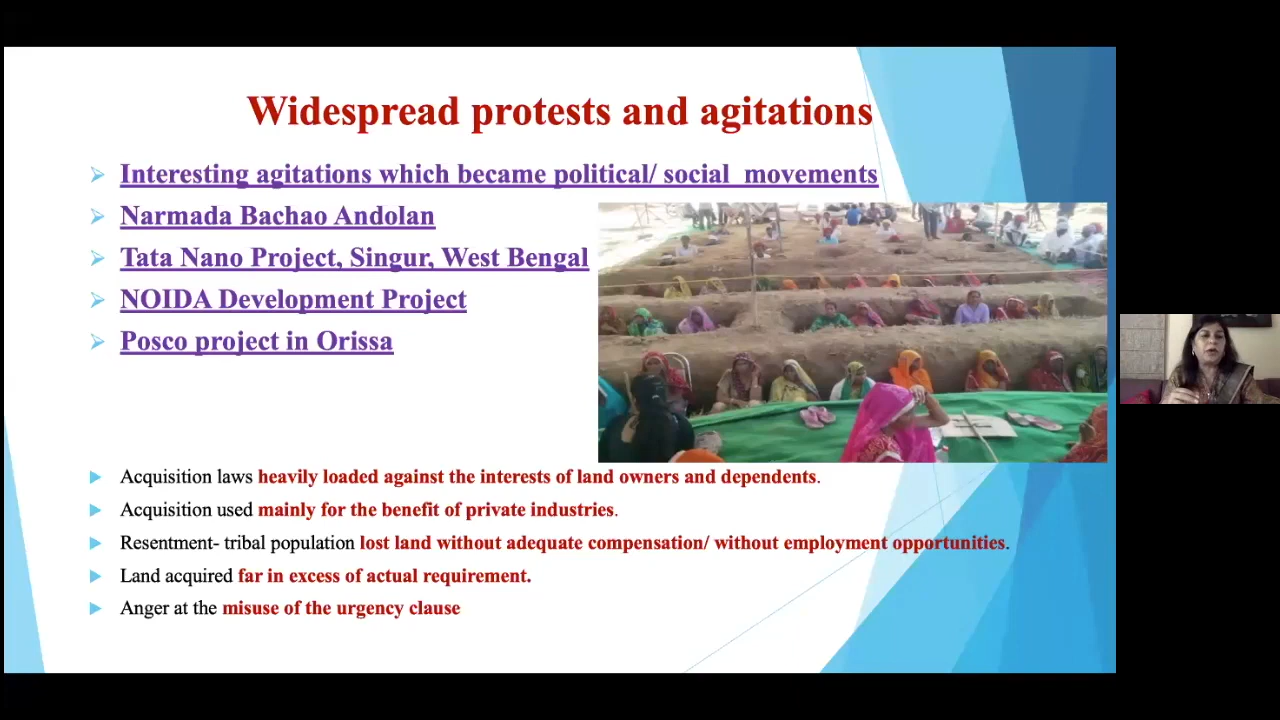 Widespread protests and agitations
Interesting agitations which became political/ social movements
Narmada Bachao Andolan
Tata Nano Project, Singur, West Bengal
NOIDA Development Project
Posco project in Orissa
Acquisition laws heavily loaded against the interests of land owners and dependents.
Acquisition used mainly for the benefit of private industries.
Resentment- tribal population lost land without adequate compensation/ without employment opportunities.
Land acquired far in excess of actual requirement.
Anger at the misuse of the urgency clause